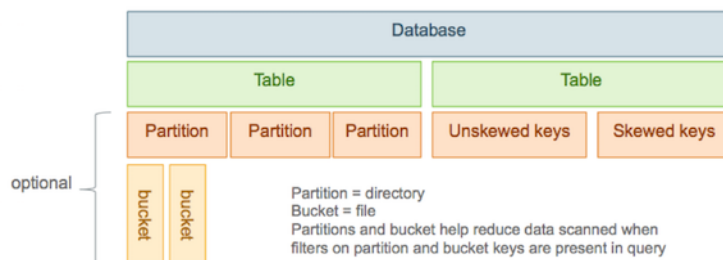 Database
Table
Table
Partition
Partition
Partition
Unskewed keys
Skewed keys
optional
bucket
bucket
Partition = directory
Bucket = file
Partitions and bucket help reduce data scanned when
filters on partition and bucket keys are present in query